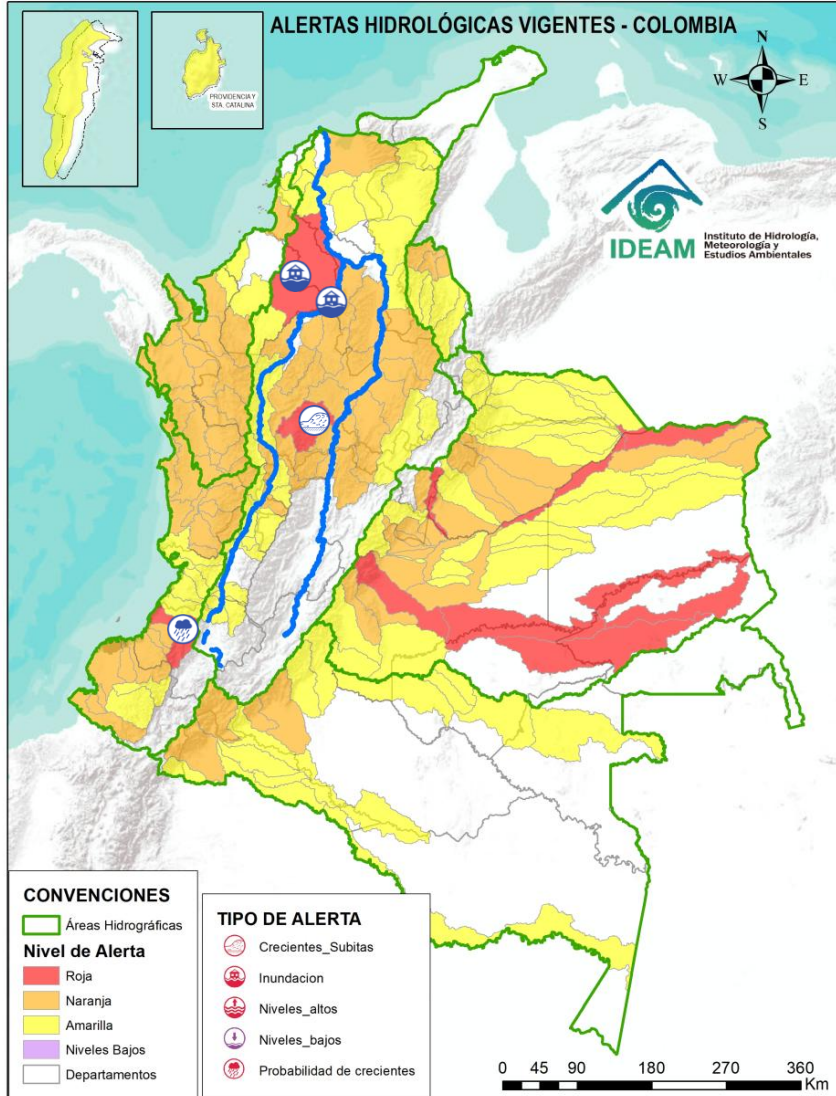 ALERTAS HIDROLÓGICAS VIGENTES - COLOMBIA
PROVIDENCIA Y
STA. CATALINA
N
W
E
S
IDEAM
Instituto de Hidrología,
Meteorología y
Estudios Ambientales
CONVENCIONES
Áreas Hidrográficas
Nivel de Alerta
Roja
Naranja
Amarilla
Niveles Bajos
Departamentos
TIPO DE ALERTA
Crecientes_Subitas
Inundacion
Niveles_altos
Niveles_bajos
Probabilidad de crecientes
0 45 90 180 270 360
Km